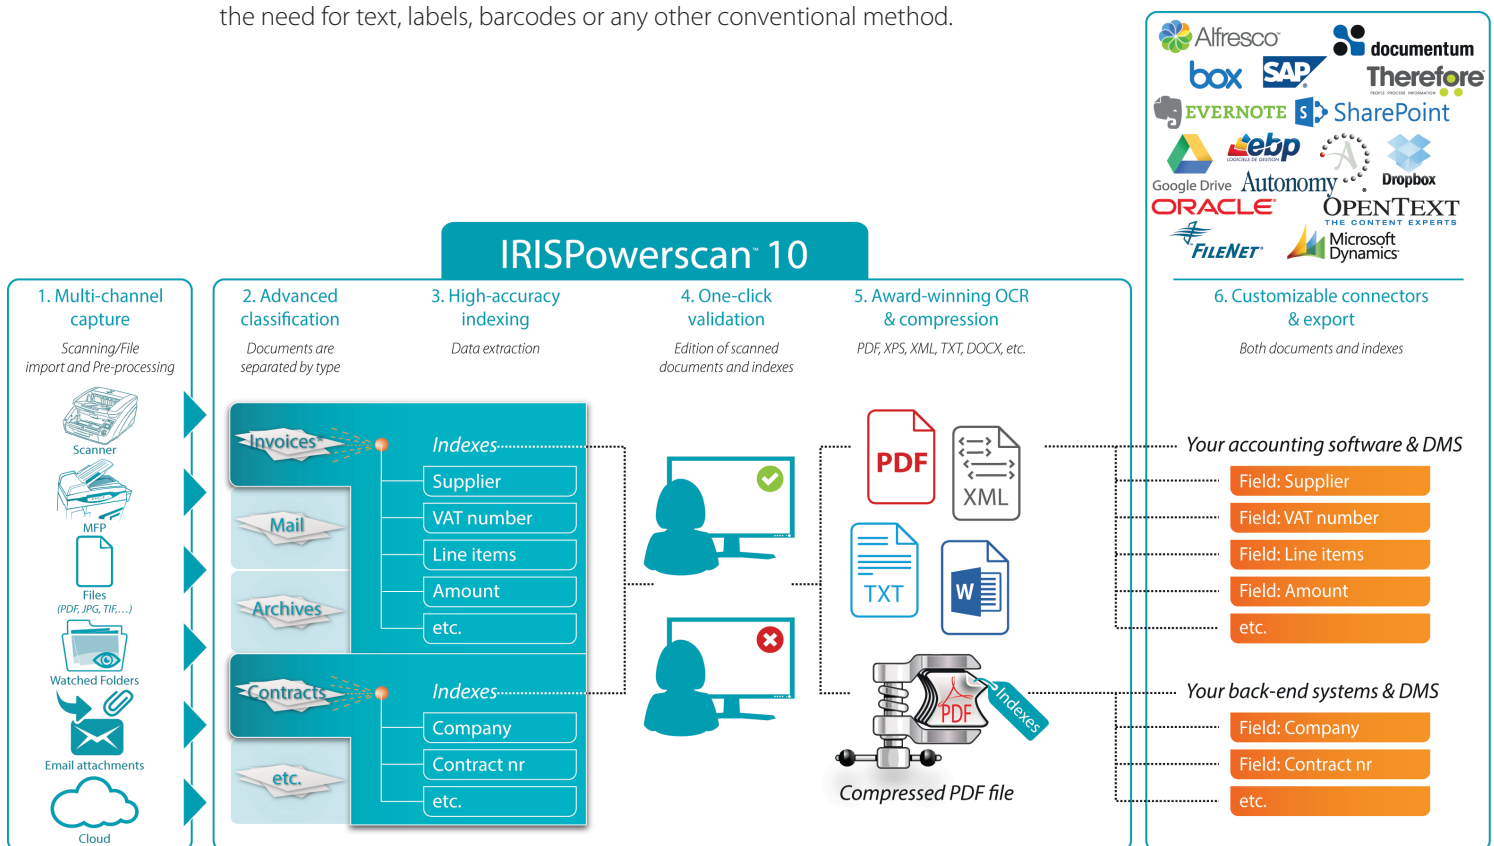 the need for text, labels, barcodes or any other conventional method.
Alfresco
documentum
box
SAP
Therefore
PEOPLE PROCESS INFORMATION
EVERNOTE
S
SharePoint
ebp
LOGICIELS DE GESTION
A
Google Drive
Autonomy
Dropbox
ORACLE
OPENTEXT
THE CONTENT EXPERTS
FILENET
Microsoft
Dynamics
IRISPowerscan™ 10
1. Multi-channel
capture
Scanning/File
import and Pre-processing
Scanner
MFP
Files
(PDF, JPG, TIF,...)
Watched Folders
Email attachments
Cloud
2. Advanced
classification
Documents are
separated by type
Invoices*
Mail
Archives
Contracts
etc.
3. High-accuracy
indexing
Data extraction
Indexes
Supplier
VAT number
Line items
Amount
etc.
Indexes
Company
Contract nr
etc.
4. One-click
validation
Edition of scanned
documents and indexes
5. Award-winning OCR
& compression
PDF, XPS, XML, TXT, DOCX, etc.
PDF
XML
TXT
W
PDF
Indexes
Compressed PDF file
6. Customizable connectors
& export
Both documents and indexes
Your accounting software & DMS
Field: Supplier
Field: VAT number
Field: Line items
Field: Amount
etc.
Your back-end systems & DMS
Field: Company
Field: Contract nr
etc.